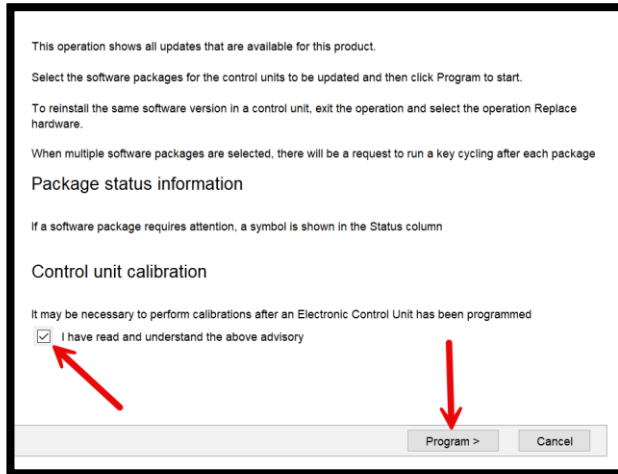 This operation shows all updates that are available for this product.
Select the software packages for the control units to be updated and then click Program to start.
To reinstall the same software version in a control unit, exit the operation and select the operation Replace
hardware.
When multiple software packages are selected, there will be a request to run a key cycling after each package
Package status information
If a software package requires attention, a symbol is shown in the Status column
Control unit calibration
It may be necessary to perform calibrations after an Electronic Control Unit has been programmed
I have read and understand the above advisory
Program > Cancel